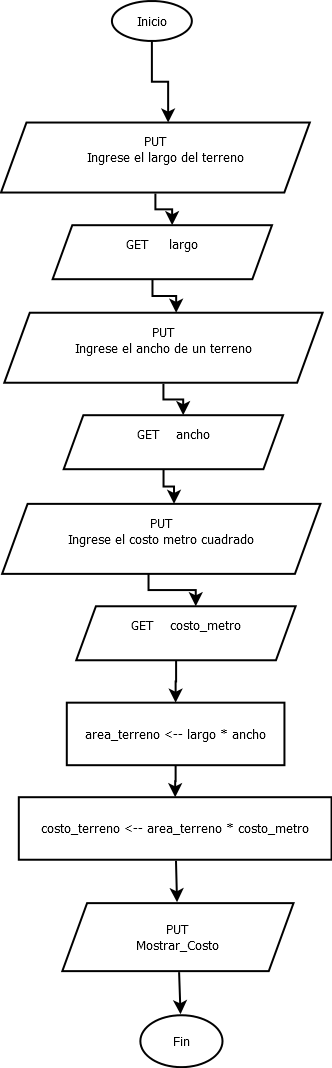 Inicio
PUT
Ingrese el largo del terreno
GET largo
PUT
Ingrese el ancho de un terreno
GET ancho
PUT
Ingrese el costo metro cuadrado
GET costo_metro
area_terreno <-- largo * ancho
costo_terreno <-- area_terreno * costo_metro
PUT
Mostrar_Costo
Fin